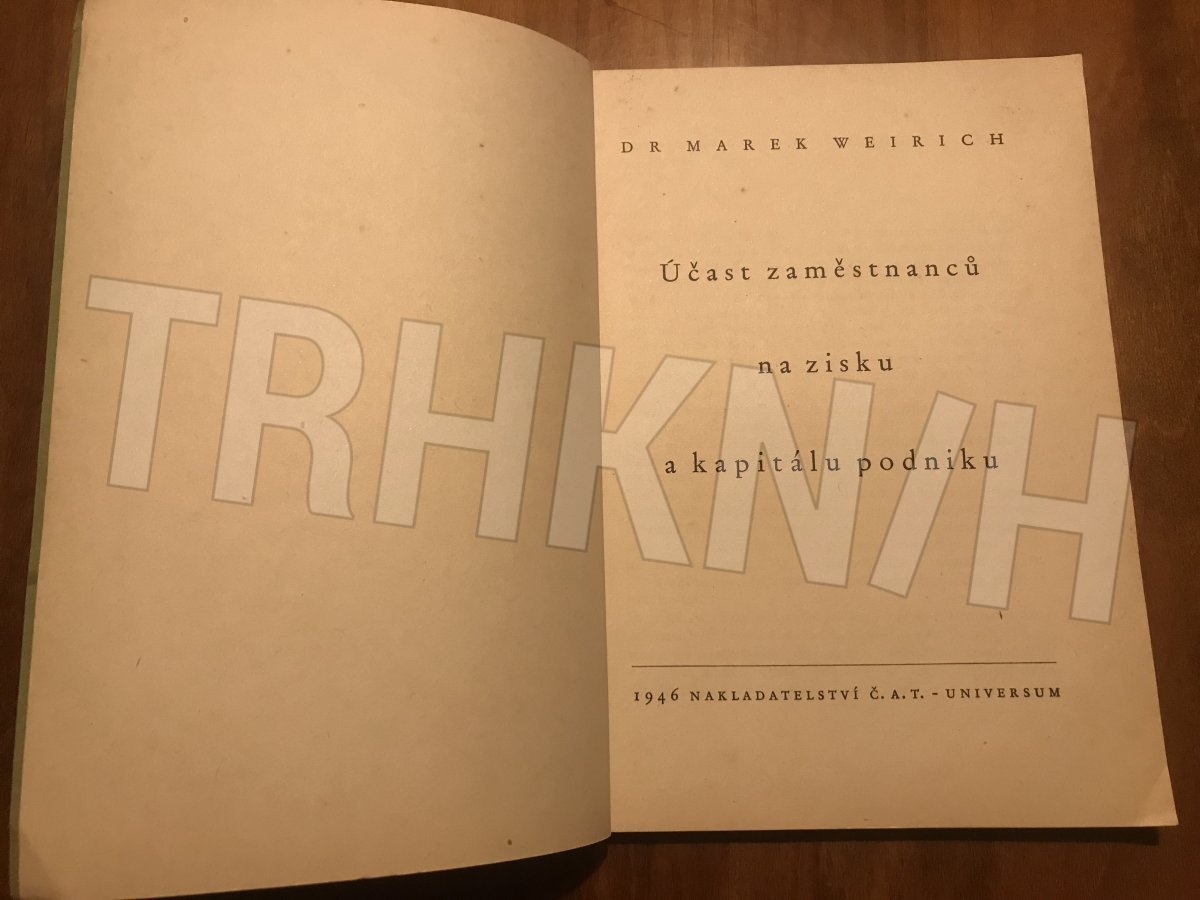 DR MAREK WEIRICH
Účast zaměstnanců
na zisku
a kapitálu podniku
1946 NAKLADATELSTVÍ Č. A. T. - UNIVERSUM
TRHKNIH